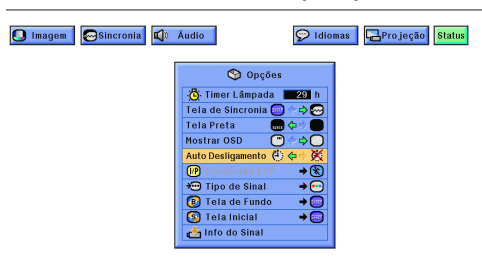 Imagem Sincronia Áudio Idiomas Projeção Status
Opções
Timer Lâmpada 29 h
Tela de Sincronia
Tela Preta
Mostrar OSD
Auto Desligamento
I/P
Tipo de Sinal
B Tela de Fundo
S Tela Inicial
Info do Sinal